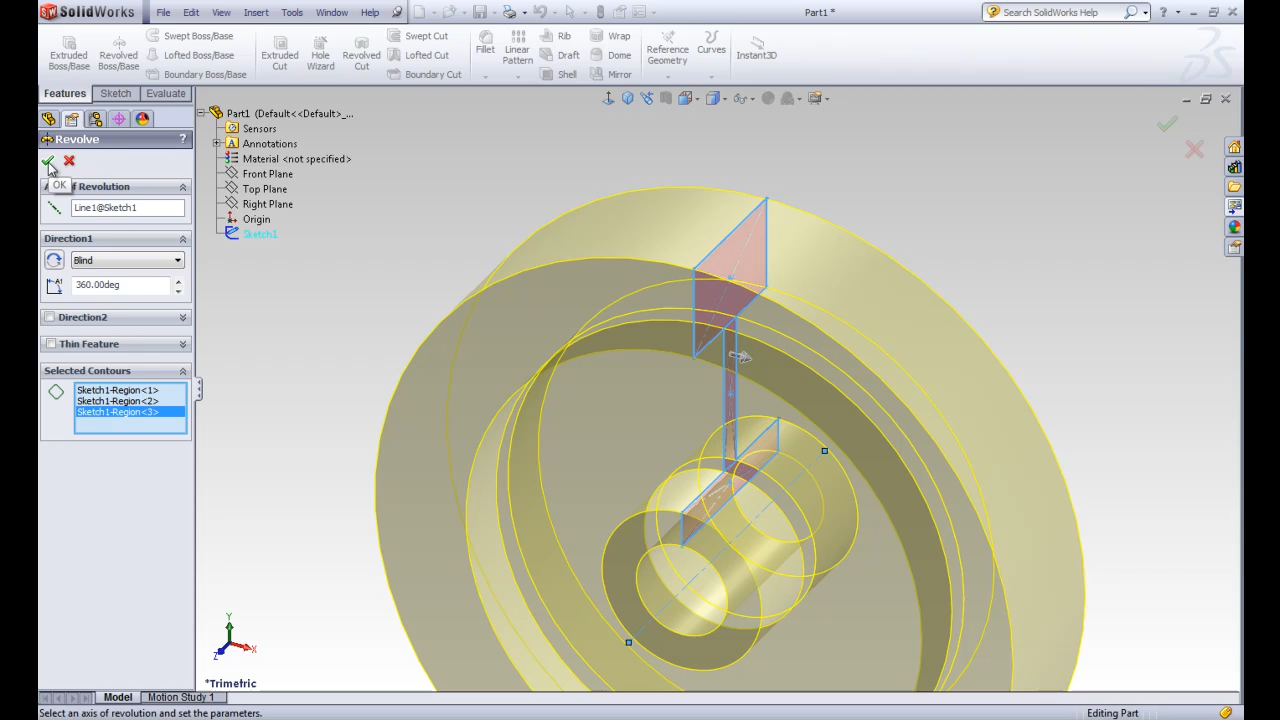 SolidWorks
File Edit View Insert Tools Window Help
Part1 *
Search SolidWorks Help
Extruded Boss/Base
Revolved Boss/Base
Swept Boss/Base
Lofted Boss/Base
Boundary Boss/Base
Extruded Cut
Hole Wizard
Revolved Cut
Swept Cut
Lofted Cut
Boundary Cut
Fillet
Linear Pattern
Rib
Draft
Shell
Wrap
Dome
Mirror
Reference Geometry
Curves
Instant3D
Features Sketch Evaluate
Revolve ?
OK
of Revolution
Line1@Sketch1
Direction1
Blind
360.00deg
Direction2
Thin Feature
Selected Contours
Sketch1-Region<1>
Sketch1-Region<2>
Sketch1-Region<3>
Part1 (Default<<Default>_...
Sensors
A Annotations
Material <not specified>
Front Plane
Top Plane
Right Plane
Origin
Sketch1
Y
X
Z
*Trimetric
Model Motion Study 1
Select an axis of revolution and set the parameters.
Editing Part